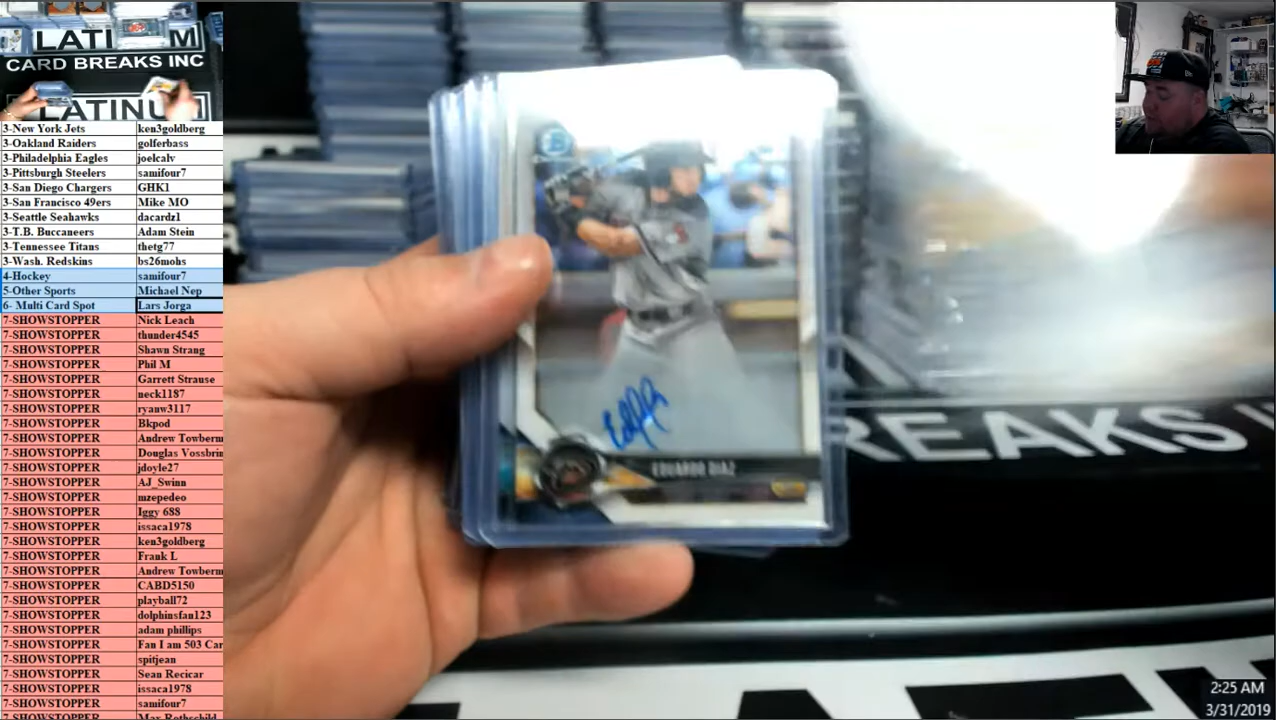 LATI M
CARD BREAKS INC
LATINUM
3-New York Jets ken3goldberg
3-Oakland Raiders golferbass
3-Philadelphia Eagles joelcalv
3-Pittsburgh Steelers samifour7
3-San Diego Chargers GHK1
3-San Francisco 49ers Mike MO
3-Seattle Seahawks dacardz1
3-T.B. Buccaneers Adam Stein
3-Tennessee Titans thetg77
3-Wash. Redskins bs26mohs
4-Hockey samifour7
5-Other Sports Michael Nep
6- Multi Card Spot Lars Jorga
7-SHOWSTOPPER Nick Leach
7-SHOWSTOPPER thunder4545
7-SHOWSTOPPER Shawn Strang
7-SHOWSTOPPER Phil M
7-SHOWSTOPPER Garrett Strause
7-SHOWSTOPPER neck1187
7-SHOWSTOPPER ryanw3117
7-SHOWSTOPPER Bkpod
7-SHOWSTOPPER Andrew Towberm
7-SHOWSTOPPER Douglas Vossbrin
7-SHOWSTOPPER jdoyle27
7-SHOWSTOPPER AJ_Swinn
7-SHOWSTOPPER mzepedeo
7-SHOWSTOPPER Iggy 688
7-SHOWSTOPPER issaca1978
7-SHOWSTOPPER ken3goldberg
7-SHOWSTOPPER Frank L
7-SHOWSTOPPER Andrew Towberm
7-SHOWSTOPPER CABD5150
7-SHOWSTOPPER playball72
7-SHOWSTOPPER dolphinsfan123
7-SHOWSTOPPER adam phillips
7-SHOWSTOPPER Fan I am 503 Car
7-SHOWSTOPPER spitjean
7-SHOWSTOPPER Sean Recicar
7-SHOWSTOPPER issaca1978
7-SHOWSTOPPER samifour7
7-SHOWSTOPPER Max Rothschild
EDUARDO DIAZ
REAKS I
2:25 AM
3/31/2019